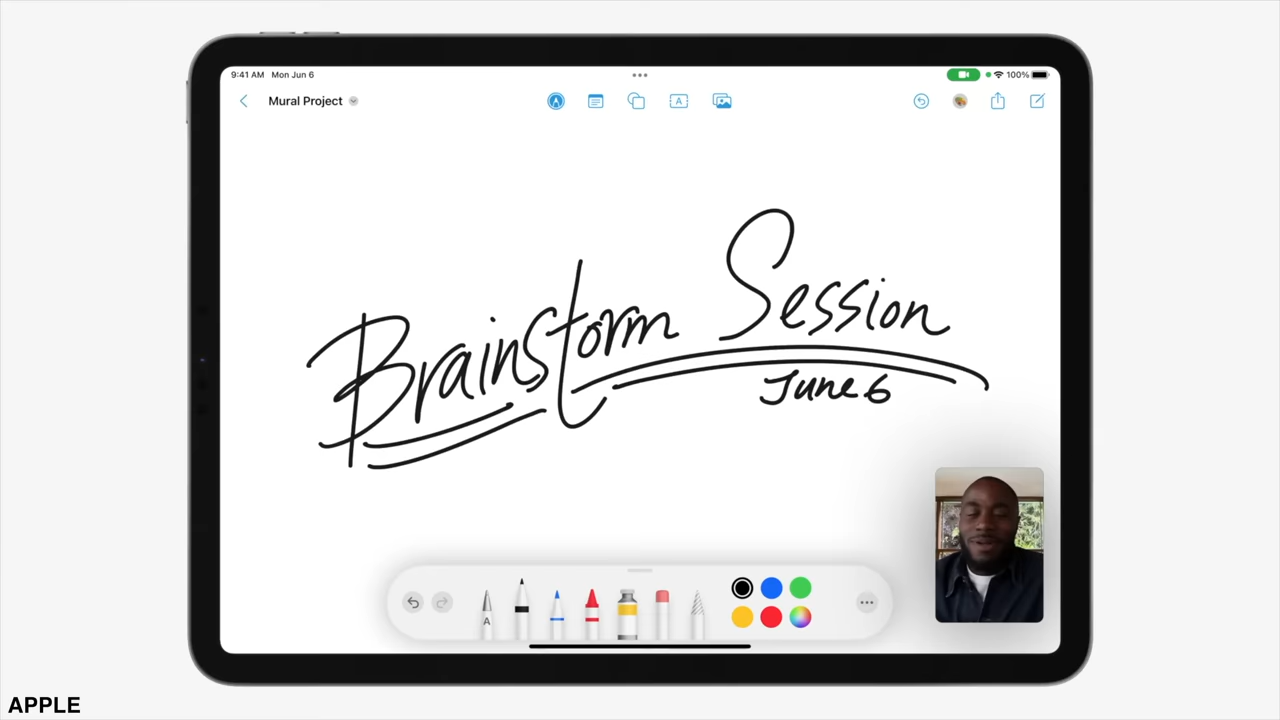 9:41 AM Mon Jun 6
100%
Mural Project
A
Brainstorm Session
June 6
A
APPLE